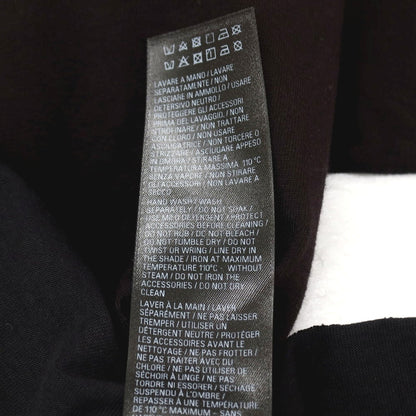 LAVARE A MANO / LAVARE
SEPARATAMENTE / NON
LASCIARE IN AMMOLLO / USARE
DETERSIVO NEUTRO /
PROTEGGERE GLI ACCESSORI
PRIMA DEL LAVAGGIO. / NON
STROFINARE / NON TRATTARE
CON CLORO / NON USARE
ASCIUGATRICE / NON TORCERE O
STRIZZARE / ASCIUGARE APPESO
IN OMBRA / STIRARE A
TEMPERATURA MASSIMA 110°C
SENZA VAPORE / NON STIRARE
GLI ACCESSORI / NON LAVARE A
SECCO
HAND WASH / WASH
SEPARATELY / DO NOT SOAK /
USE MILD DETERGENT / PROTECT
ACCESSORIES BEFORE CLEANING /
DO NOT RUB / DO NOT BLEACH /
DO NOT TUMBLE DRY / DO NOT
TWIST OR WRING / LINE DRY IN
THE SHADE / IRON AT MAXIMUM
TEMPERATURE 110°C - WITHOUT
STEAM / DO NOT IRON THE
ACCESSORIES / DO NOT DRY
CLEAN
LAVER À LA MAIN / LAVER
SÉPARÉMENT / NE PAS LAISSER
TREMPER / UTILISER UN
DÉTERGENT NEUTRE / PROTÉGER
LES ACCESSOIRES AVANT DE
NETTOYAGE / NE PAS FROTTER /
NE PAS TRAITER AVEC DU
CHLORE / NE PAS UTILISER DE
SÉCHOIR À LINGE / NE PAS
TORDRE NI ESSORER / SÉCHAGE
SUSPENDU À L'OMBRE /
REPASSER À UNE TEMPÉRATURE
DE 110°C MAXIMUM - SANS